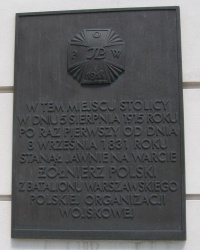 P O W
W TEM MIEJSCU STOLICY
W DNIU 5 SIERPNIA 1915 ROKU
PO RAZ PIERWSZY OD DNIA
8 WRZEŚNIA 1831 ROKU
STANĄŁ JAWNIE NA WARCIE
ŻOŁNIERZ POLSKI
Z BATALIONU WARSZAWSKIEGO
POLSKIEJ ORGANIZACJI
WOJSKOWEJ